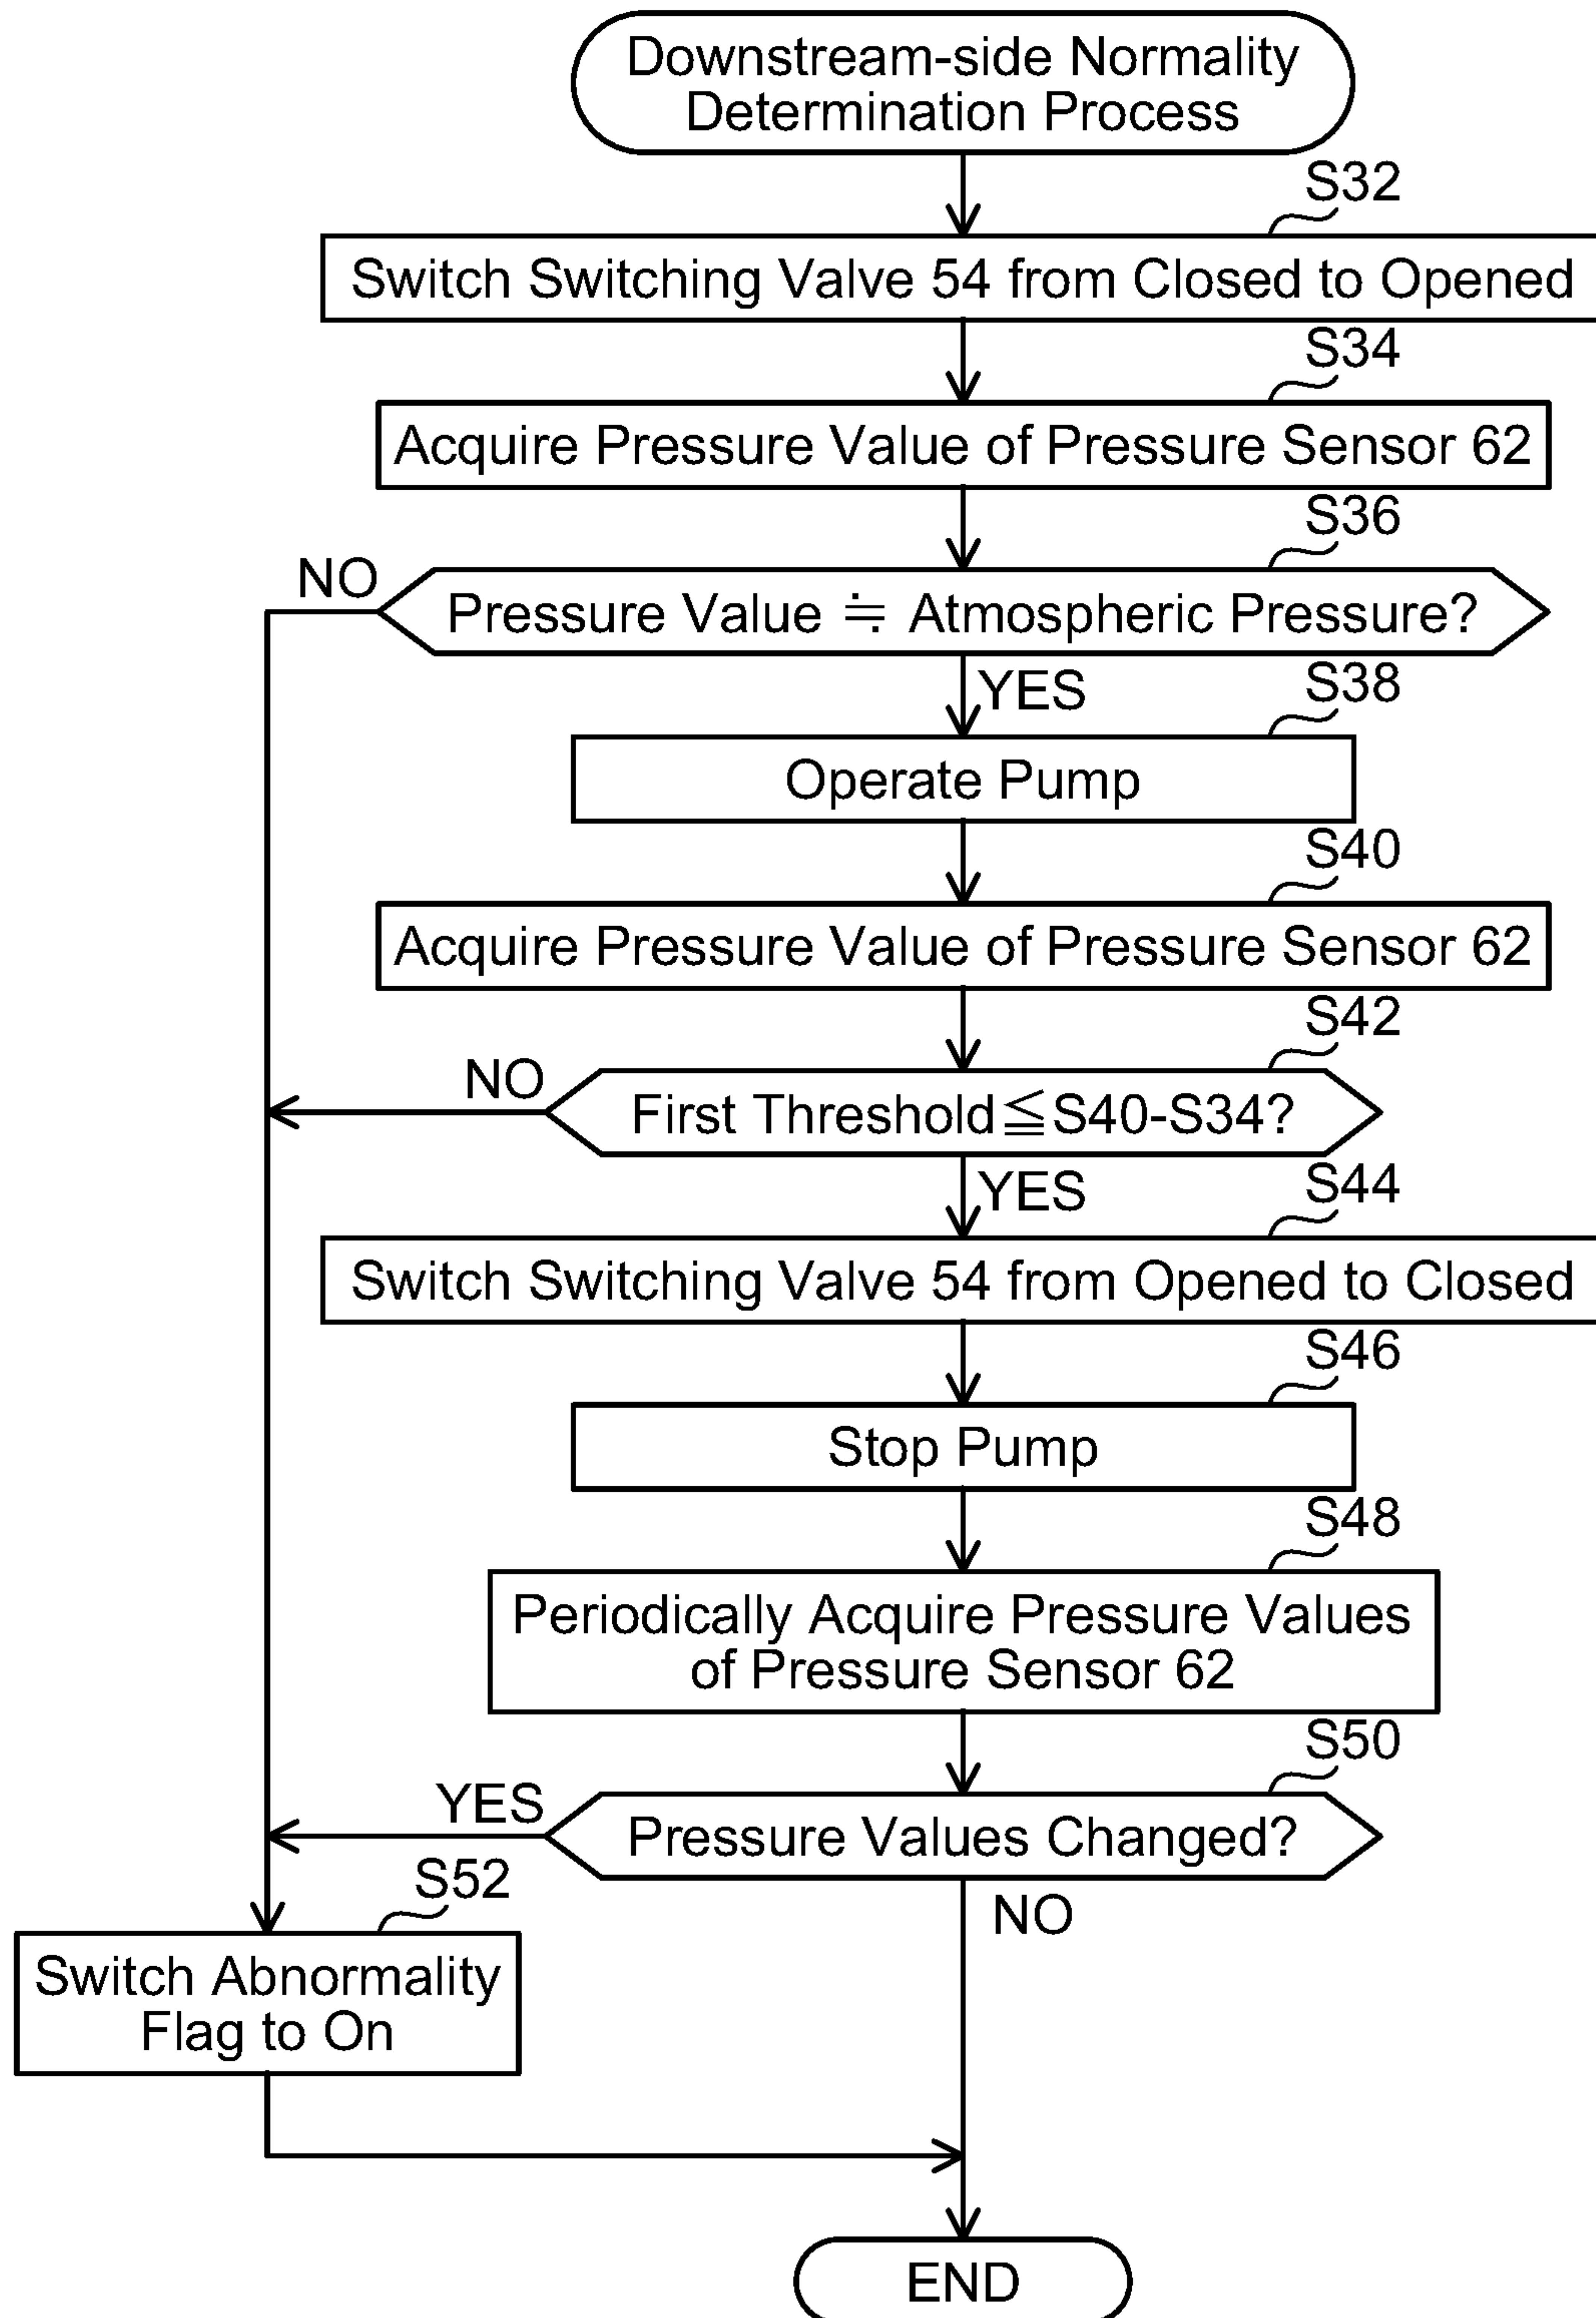 Downstream-side Normality
Determination Process
S32
Switch Switching Valve 54 from Closed to Opened
S34
Acquire Pressure Value of Pressure Sensor 62
S36
NO
Pressure Value ≒ Atmospheric Pressure?
YES
S38
Operate Pump
S40
Acquire Pressure Value of Pressure Sensor 62
S42
NO
First Threshold≦S40-S34?
YES
S44
Switch Switching Valve 54 from Opened to Closed
S46
Stop Pump
S48
Periodically Acquire Pressure Values
of Pressure Sensor 62
S50
YES
Pressure Values Changed?
S52
NO
Switch Abnormality
Flag to On
END